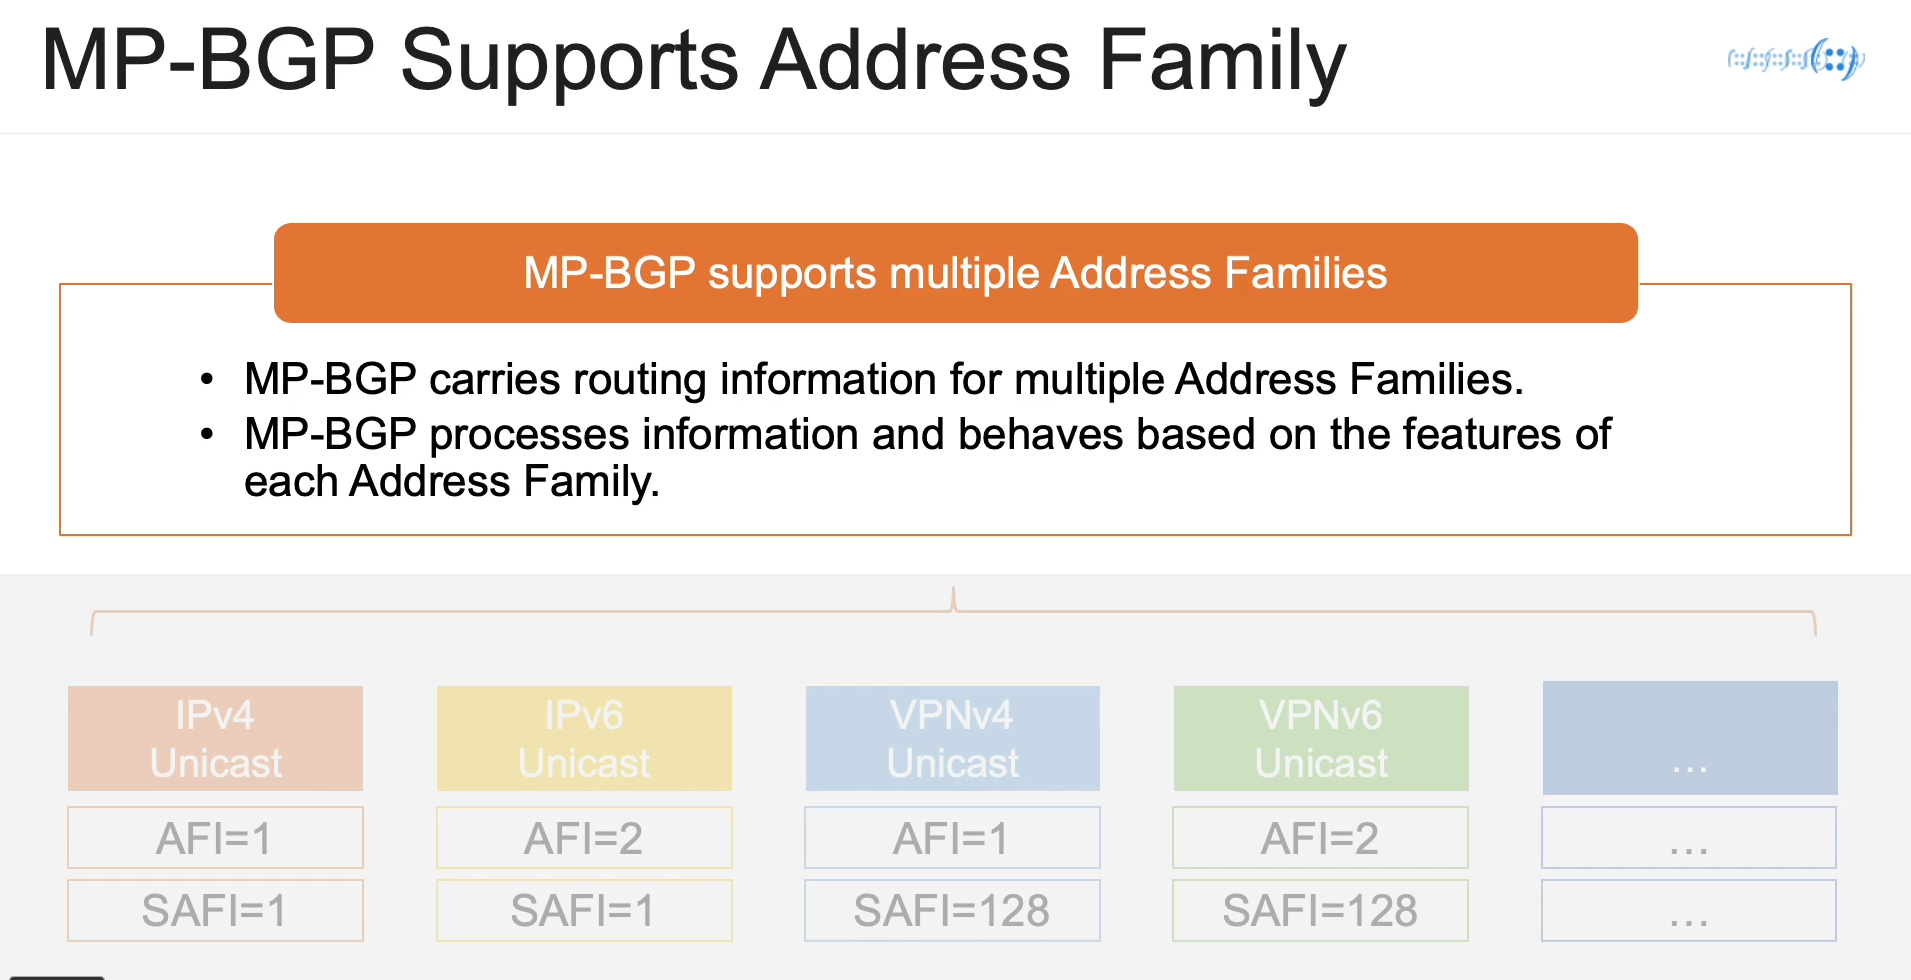 MP-BGP Supports Address Family
MP-BGP supports multiple Address Families
• MP-BGP carries routing information for multiple Address Families.
• MP-BGP processes information and behaves based on the features of
each Address Family.
IPv4
Unicast
AFI=1
SAFI=1
IPv6
Unicast
AFI=2
SAFI=1
VPNv4
Unicast
AFI=1
SAFI=128
VPNv6
Unicast
AFI=2
SAFI=128
...
...
...